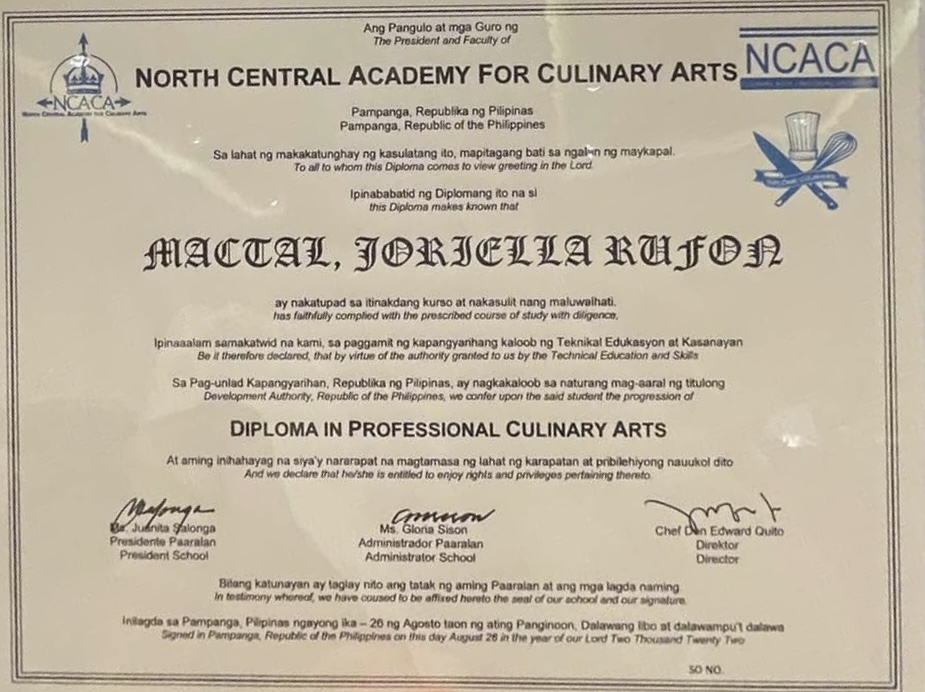 Ang Pangulo at mga Guro ng
The President and Faculty of
NORTH CENTRAL ACADEMY FOR CULINARY ARTS
NCACA
NCACA
NORTH CENTRAL ACADEMY FOR CULINARY ARTS
Pampanga, Republika ng Pilipinas
Pampanga, Republic of the Philippines
Sa lahat ng makakatunghay ng kasulatang ito, mapitagang bati sa ngalan ng maykapal.
To all to whom this Diploma comes to view greeting in the Lord.
Ipinababatid ng Diplomang ito na si
this Diploma makes known that
MACTAL, JORIELLA RUFON
ay nakatupad sa itinakdang kurso at nakasulit nang maluwalhati.
has faithfully complied with the prescribed course of study with diligence,
Ipinaaalam samakatwid na kami, sa paggamit ng kapangyarihang kaloob ng Teknikal Edukasyon at Kasanayan
Be it therefore declared, that by virtue of the authority granted to us by the Technical Education and Skills
Sa Pag-unlad Kapangyarihan, Republika ng Pilipinas, ay nagkakaloob sa naturang mag-aaral ng titulong
Development Authority, Republic of the Philippines, we confer upon the said student the progression of
DIPLOMA IN PROFESSIONAL CULINARY ARTS
At aming inihahayag na siya'y nararapat na magtamasa ng lahat ng karapatan at pribilehiyong nauukol dito
And we declare that he/she is entitled to enjoy rights and privileges pertaining thereto.
Ms. Juanita Salonga
Presidente Paaralan
President School
Ms. Gloria Sison
Administrador Paaralan
Administrator School
Chef Dan Edward Quito
Direktor
Director
Bilang katunayan ay taglay nito ang tatak ng aming Paaralan at ang mga lagda naming.
In testimony whereof, we have coused to be affixed hereto the seal of our school and our signature.
Inilagda sa Pampanga, Pilipinas ngayong ika – 26 ng Agosto taon ng ating Panginoon, Dalawang libo at dalawampu't dalawa
Signed in Pampanga, Republic of the Philippines on this day August 26 in the year of our Lord Two Thousand Twenty Two
SO NO.